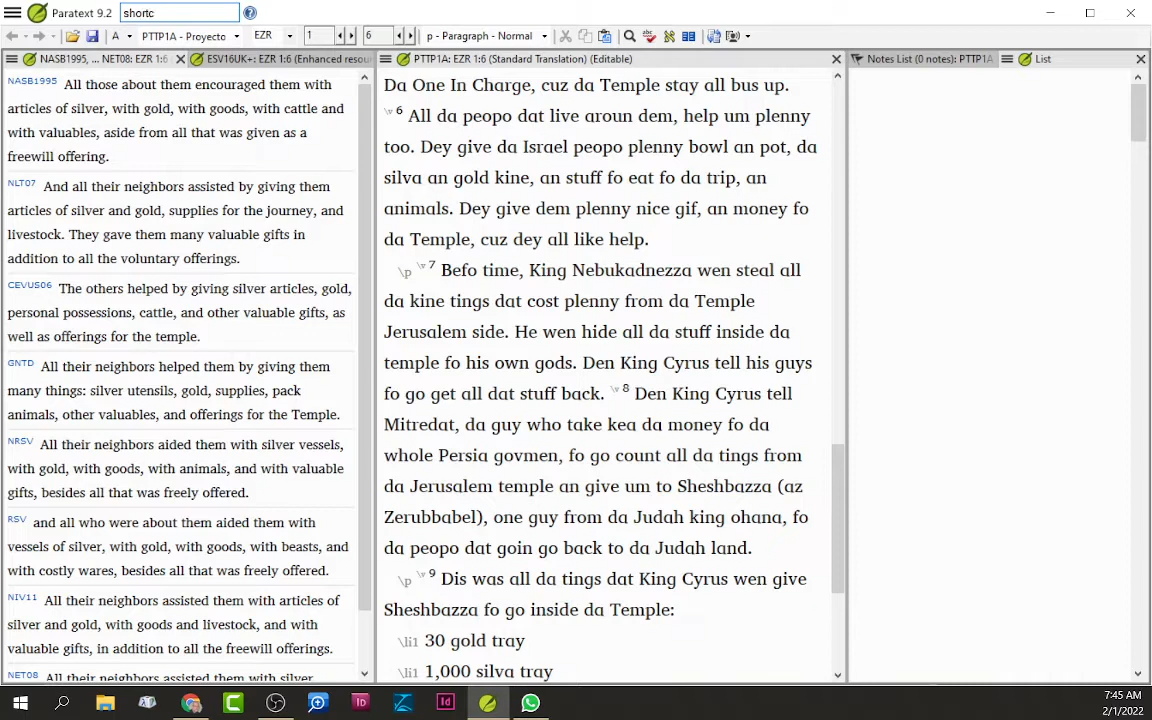 Paratext 9.2
shortc
A
PTTP1A - Proyecto
EZR
1
6
p - Paragraph - Normal
NASB1995, ... NET08: EZR 1:6
ESV16UK+: EZR 1:6 (Enhanced resou
PTTP1A: EZR 1:6 (Standard Translation) (Editable)
Notes List (0 notes): PTTP1A
List
NASB1995 All those about them encouraged them with
articles of silver, with gold, with goods, with cattle and
with valuables, aside from all that was given as a
freewill offering.
NLT07 And all their neighbors assisted by giving them
articles of silver and gold, supplies for the journey, and
livestock. They gave them many valuable gifts in
addition to all the voluntary offerings.
CEVUS06 The others helped by giving silver articles, gold,
personal possessions, cattle, and other valuable gifts, as
well as offerings for the temple.
GNTD All their neighbors helped them by giving them
many things: silver utensils, gold, supplies, pack
animals, other valuables, and offerings for the Temple.
NRSV All their neighbors aided them with silver vessels,
with gold, with goods, with animals, and with valuable
gifts, besides all that was freely offered.
RSV and all who were about them aided them with
vessels of silver, with gold, with goods, with beasts, and
with costly wares, besides all that was freely offered.
NIV11 All their neighbors assisted them with articles of
silver and gold, with goods and livestock, and with
valuable gifts, in addition to all the freewill offerings.
NET08 All their neighbors assisted them with silver
Da One In Charge, cuz da Temple stay all bus up.
\v 6 All da peopo dat live aroun dem, help um plenny
too. Dey give da Israel peopo plenny bowl an pot, da
silva an gold kine, an stuff fo eat fo da trip, an
animals. Dey give dem plenny nice gif, an money fo
da Temple, cuz dey all like help.
\p \v 7 Befo time, King Nebukadnezza wen steal all
da kine tings dat cost plenny from da Temple
Jerusalem side. He wen hide all da stuff inside da
temple fo his own gods. Den King Cyrus tell his guys
fo go get all dat stuff back. \v 8 Den King Cyrus tell
Mitredat, da guy who take kea da money fo da
whole Persia govmen, fo go count all da tings from
da Jerusalem temple an give um to Sheshbazza (az
Zerubbabel), one guy from da Judah king ohana, fo
da peopo dat goin go back to da Judah land.
\p \v 9 Dis was all da tings dat King Cyrus wen give
Sheshbazza fo go inside da Temple:
\li1 30 gold tray
\li1 1,000 silva tray
7:45 AM
2/1/2022